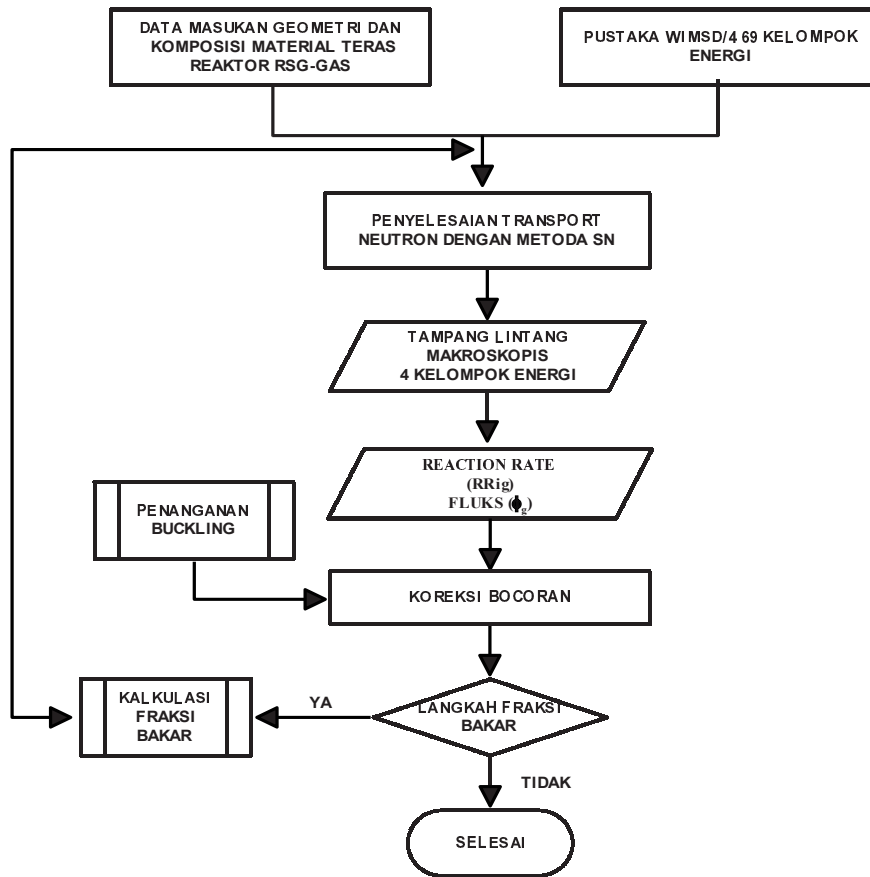 DATA MASUKAN GEOMETRI DAN
KOMPOSISI MATERIAL TERAS
REAKTOR RSG-GAS
PUSTAKA WIMSD/4 69 KELOMPOK
ENERGI
PENYELESAIAN TRANSPORT
NEUTRON DENGAN METODA SN
TAMPANG LINTANG
MAKROSKOPIS
4 KELOMPOK ENERGI
REACTION RATE
(RRig)
FLUKS (ϕg)
PENANGANAN
BUCKLING
KOREKSI BOCORAN
KALKULASI
FRAKSI
BAKAR
YA
LANGKAH FRAKSI
BAKAR
TIDAK
SELESAI